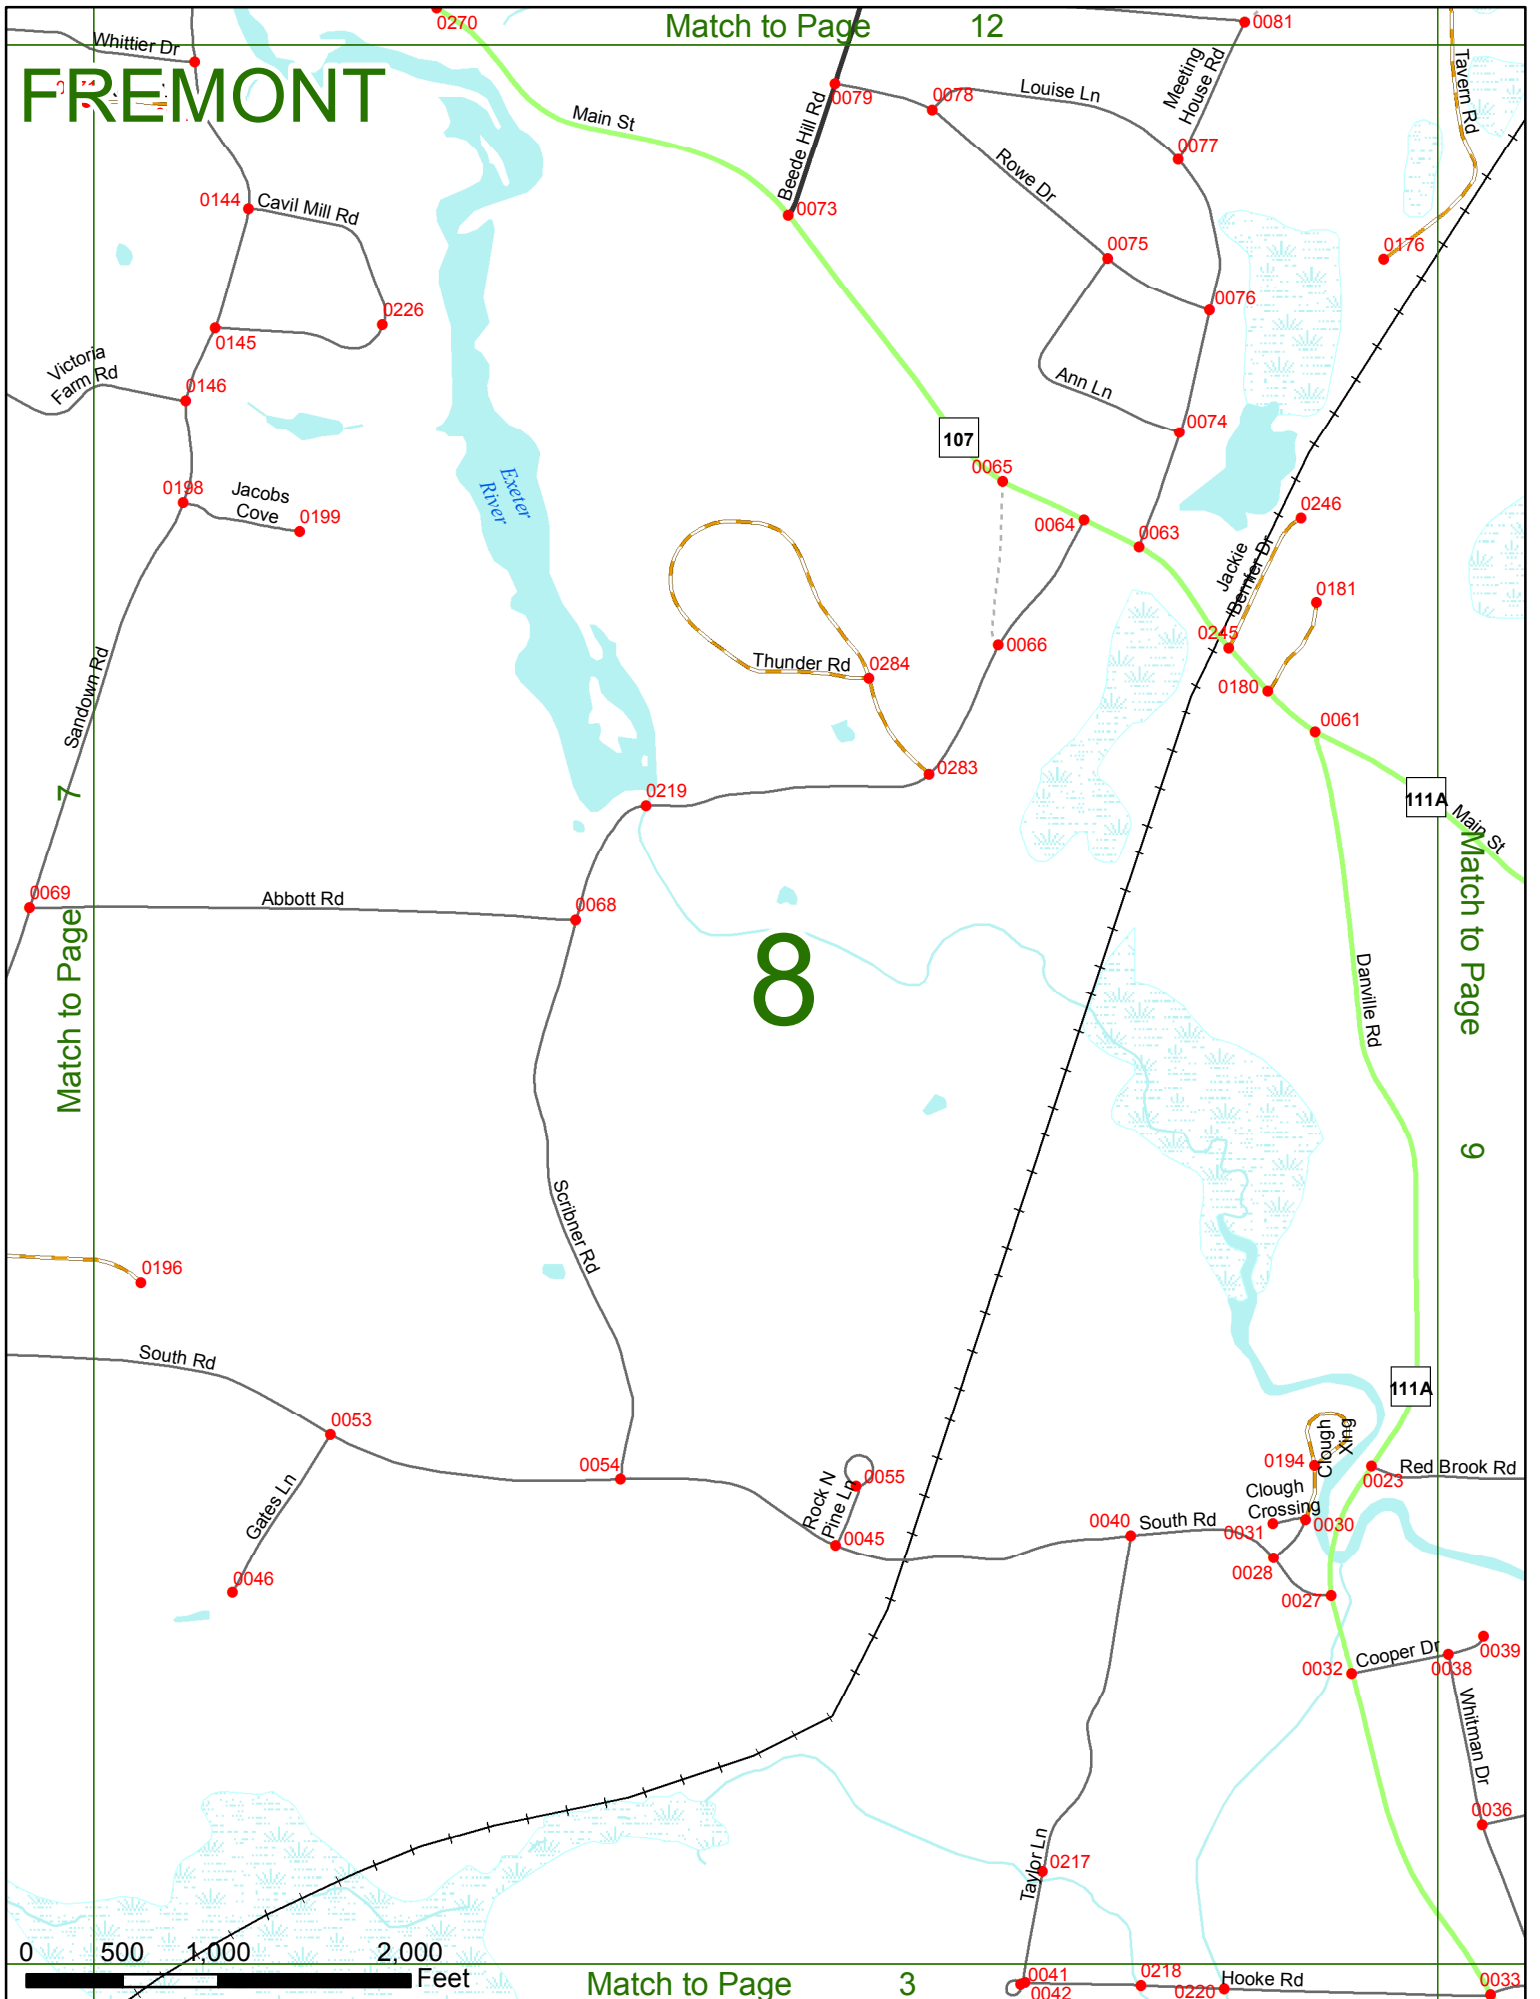 0270
Match to Page 12
0081
Whittier Dr
FREMONT
Main St
Beede Hill Rd
0079
0078
Louise Ln
Meeting
House Rd
Tavern Rd
0077
Rowe Dr
0144
Cavil Mill Rd
0073
0075
0176
0226
0076
0145
Victoria
Farm Rd
0146
Ann Ln
0074
107
0065
Exeter
River
0198
Jacobs
Cove
0199
0064
0063
0246
Jackie
Bernier Dr
0181
0245
0066
Thunder Rd
0284
0180
0061
Sandown Rd
0283
0219
111A
Main St
Match to Page 7
Match to Page 9
0069
Abbott Rd
0068
8
Danville Rd
Scribner Rd
0196
South Rd
111A
0053
Clough
Xing
0054
0194
0055
Rock N
Pine Ln
0023
Red Brook Rd
Clough
Crossing
Gates Ln
0045
0040
South Rd
0031
0030
0028
0046
0027
0039
Cooper Dr
0032
0038
Whitman Dr
0036
Taylor Ln
0217
0 500 1,000 2,000
Feet
Match to Page 3
0041
0042
0218
0220
Hooke Rd
0033